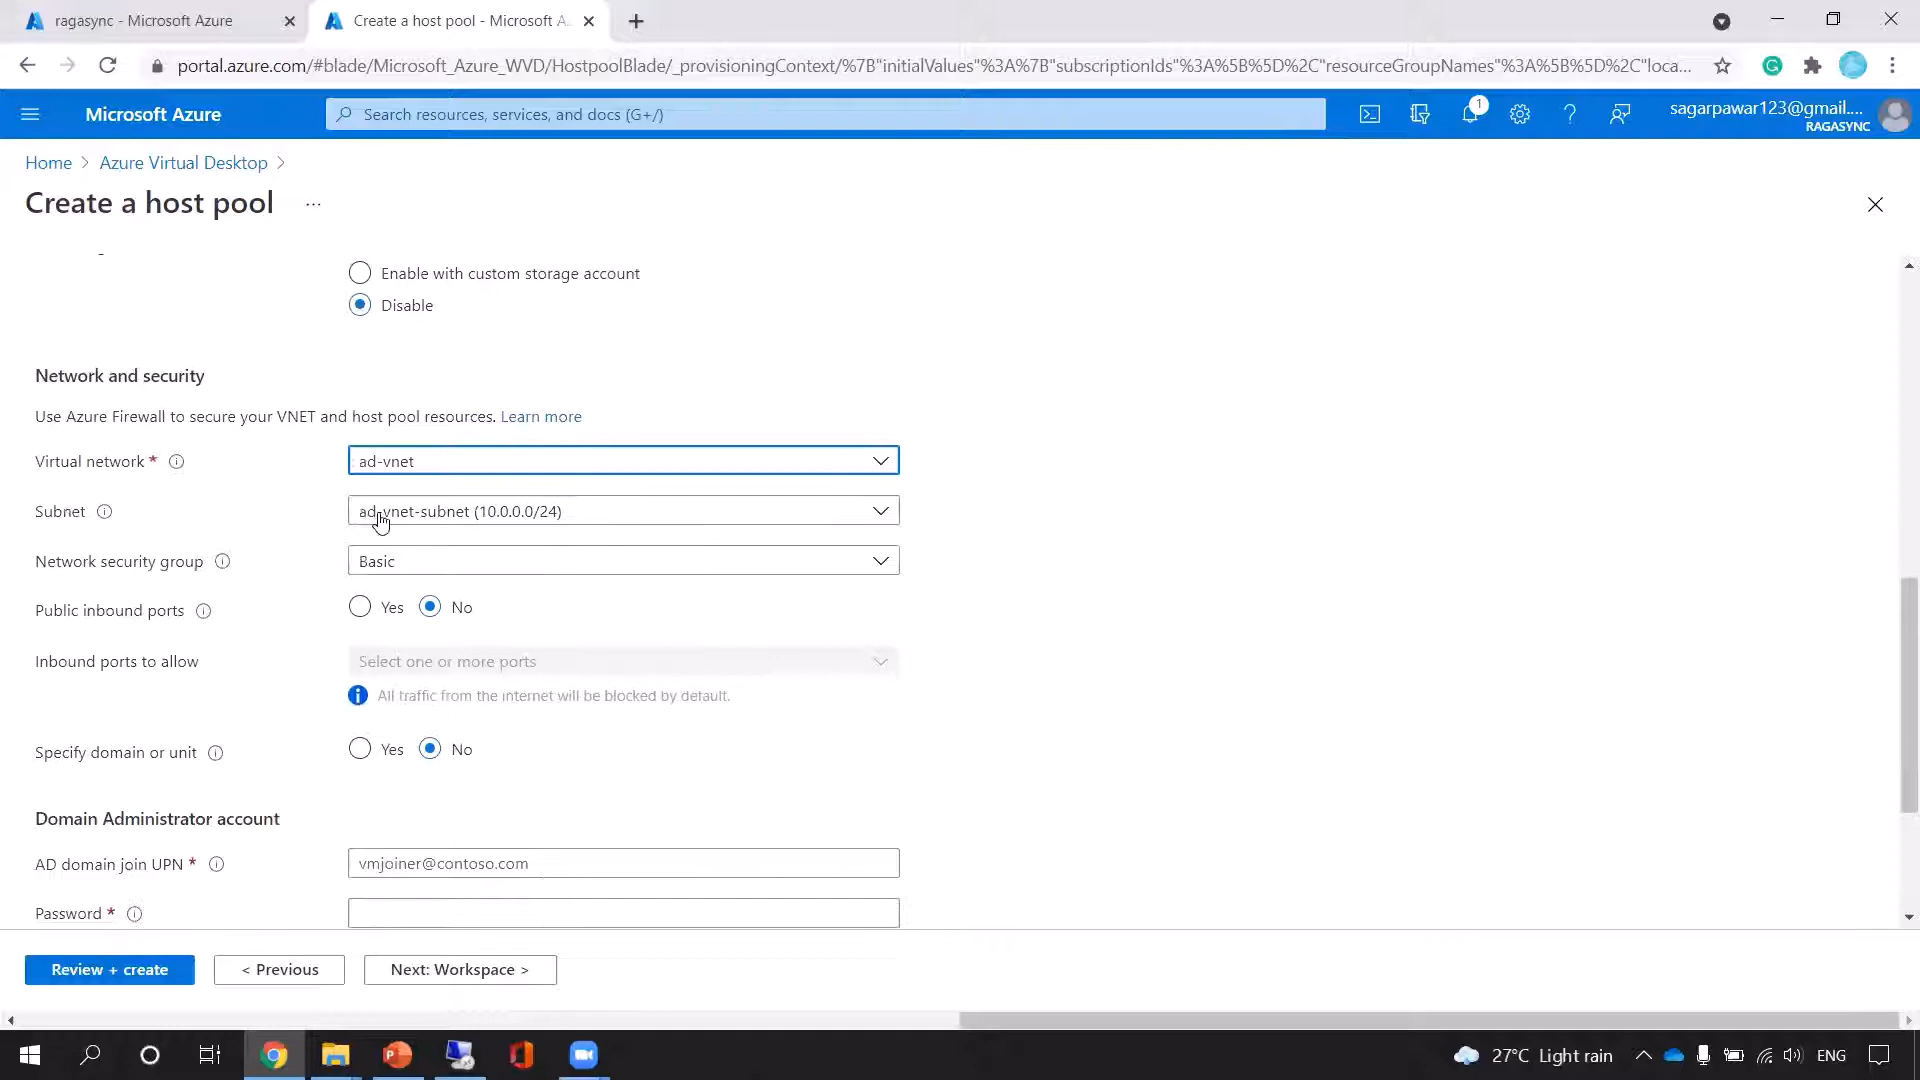 ragasync - Microsoft Azure
Create a host pool - Microsoft A
portal.azure.com/#blade/Microsoft_Azure_WVD/HostpoolBlade/_provisioningContext/%7B"initialValues"%3A%7B"subscriptionIds"%3A%5B%5D%2C"resourceGroupNames"%3A%5B%5D%2C"loca...
Microsoft Azure
Search resources, services, and docs (G+/)
1
sagarpawar123@gmail....
RAGASYNC
Home > Azure Virtual Desktop >
Create a host pool ...
Enable with custom storage account
Disable
Network and security
Use Azure Firewall to secure your VNET and host pool resources. Learn more
Virtual network * ad-vnet
Subnet ad-vnet-subnet (10.0.0.0/24)
Network security group Basic
Public inbound ports Yes No
Inbound ports to allow Select one or more ports
All traffic from the internet will be blocked by default.
Specify domain or unit Yes No
Domain Administrator account
AD domain join UPN * vmjoiner@contoso.com
Password *
Review + create < Previous Next: Workspace >
27°C Light rain ENG